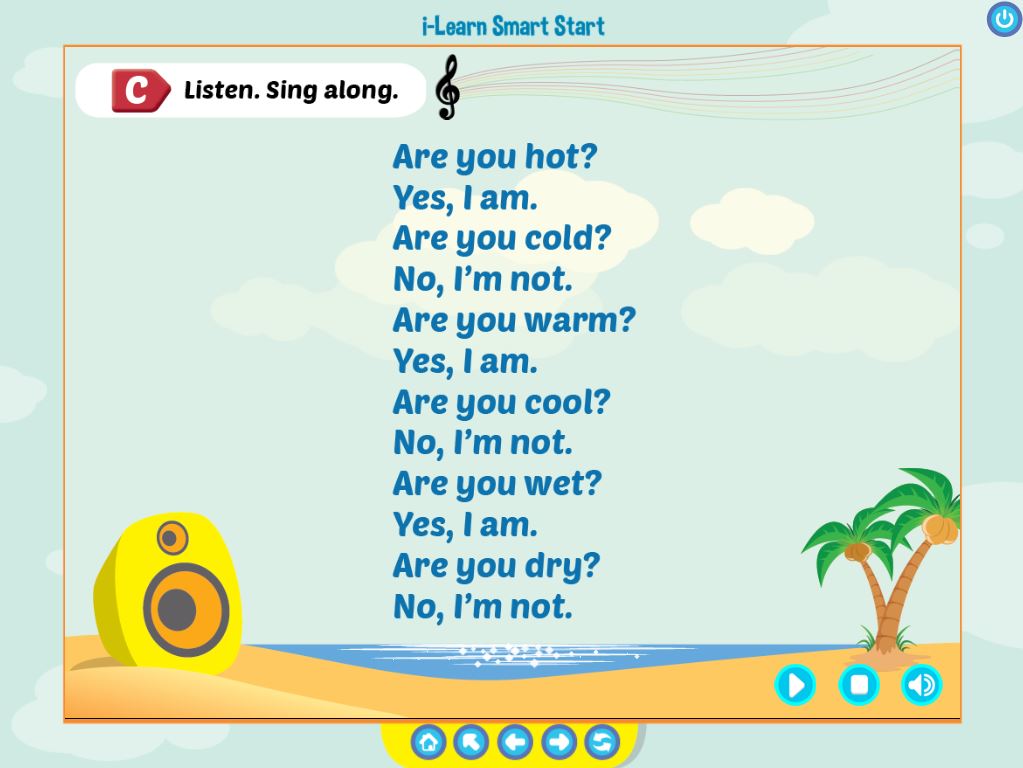 i-Learn Smart Start
C Listen. Sing along.
Are you hot?
Yes, I am.
Are you cold?
No, I’m not.
Are you warm?
Yes, I am.
Are you cool?
No, I’m not.
Are you wet?
Yes, I am.
Are you dry?
No, I’m not.